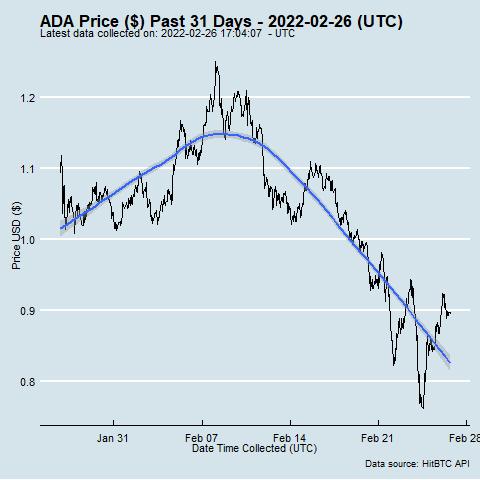 ADA Price ($) Past 31 Days - 2022-02-26 (UTC)
Latest data collected on: 2022-02-26 17:04:07  - UTC
1.2
1.1
1.0
0.9
0.8
Price USD ($)
Jan 31 Feb 07 Feb 14 Feb 21 Feb 28
Date Time Collected (UTC)
Data source: HitBTC API